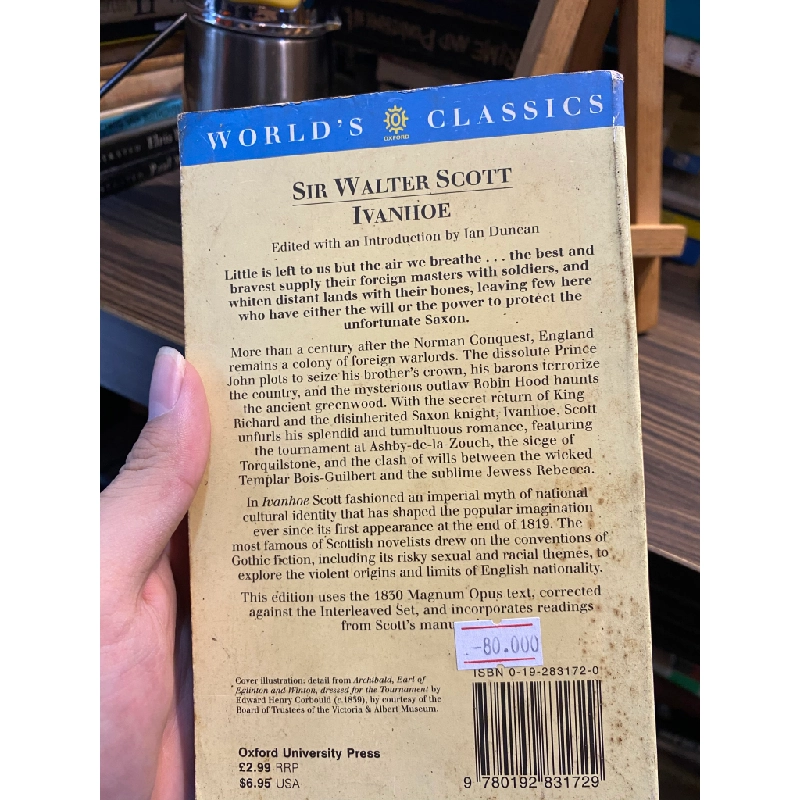 WORLD'S CLASSICS
OXFORD
SIR WALTER SCOTT
IVANHOE
Edited with an Introduction by Ian Duncan
Little is left to us but the air we breathe . . . the best and
bravest supply their foreign masters with soldiers, and
whiten distant lands with their bones, leaving few here
who have either the will or the power to protect the
unfortunate Saxon.
More than a century after the Norman Conquest, England
remains a colony of foreign warlords. The dissolute Prince
John plots to seize his brother's crown, his barons terrorize
the country, and the mysterious outlaw Robin Hood haunts
the ancient greenwood. With the secret return of King
Richard and the disinherited Saxon knight, Ivanhoe, Scott
unfurls his splendid and tumultuous romance, featuring
the tournament at Ashby-de-la Zouch, the siege of
Torquilstone, and the clash of wills between the wicked
Templar Bois-Guilbert and the sublime Jewess Rebecca.
In Ivanhoe Scott fashioned an imperial myth of national
cultural identity that has shaped the popular imagination
ever since its first appearance at the end of 1819. The
most famous of Scottish novelists drew on the conventions of
Gothic fiction, including its risky sexual and racial themes, to
explore the violent origins and limits of English nationality.
This edition uses the 1830 Magnum Opus text, corrected
against the Interleaved Set, and incorporates readings
from Scott's
-80.000
ISBN 0-19-283172-0
Cover illustration: detail from Archibald, Earl of
Eglinton and Winton, dressed for the Tournament by
Edward Henry Corbould (c.1839), by courtesy of the
Board of Trustees of the Victoria & Albert Museum.
Oxford University Press
£2.99 RRP
$6.95 USA
9 780192 831729
CRIME AND